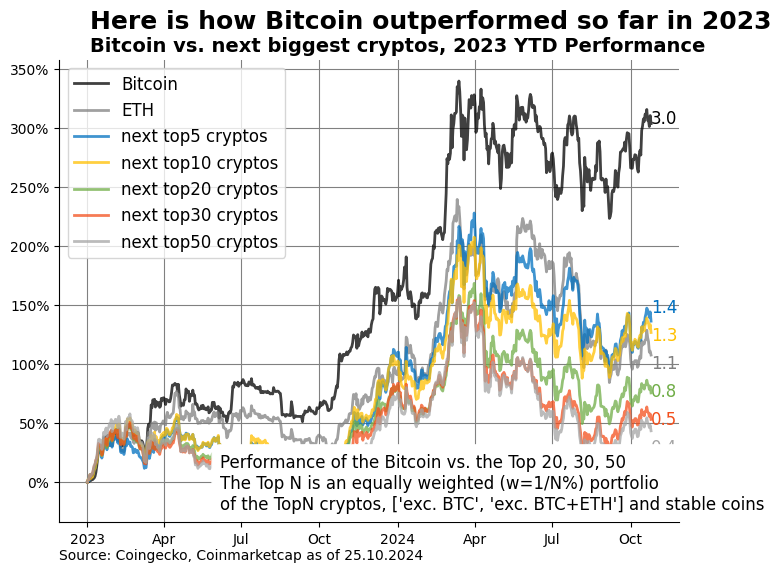 Here is how Bitcoin outperformed so far in 2023
Bitcoin vs. next biggest cryptos, 2023 YTD Performance
350%
300%
250%
200%
150%
100%
50%
0%
Bitcoin
ETH
next top5 cryptos
next top10 cryptos
next top20 cryptos
next top30 cryptos
next top50 cryptos
3.0
1.4
1.3
1.1
0.8
0.5
0.4
Performance of the Bitcoin vs. the Top 20, 30, 50
The Top N is an equally weighted (w=1/N%) portfolio
of the TopN cryptos, ['exc. BTC', 'exc. BTC+ETH'] and stable coins
2023 Apr Jul Oct 2024 Apr Jul Oct
Source: Coingecko, Coinmarketcap as of 25.10.2024